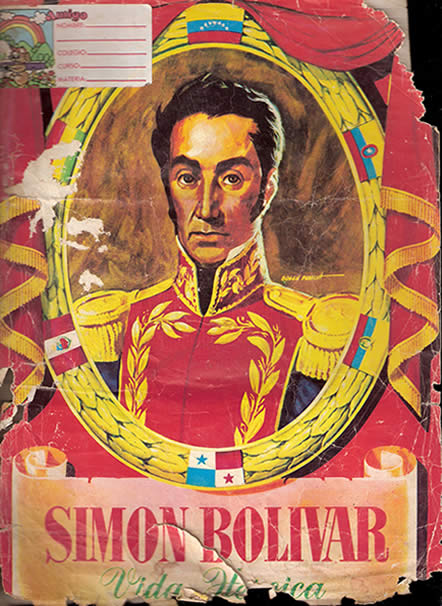 Amigo
NOMBRE:
COLEGIO:
CURSO:
MATERIA:
SIMON BOLIVAR
Vida